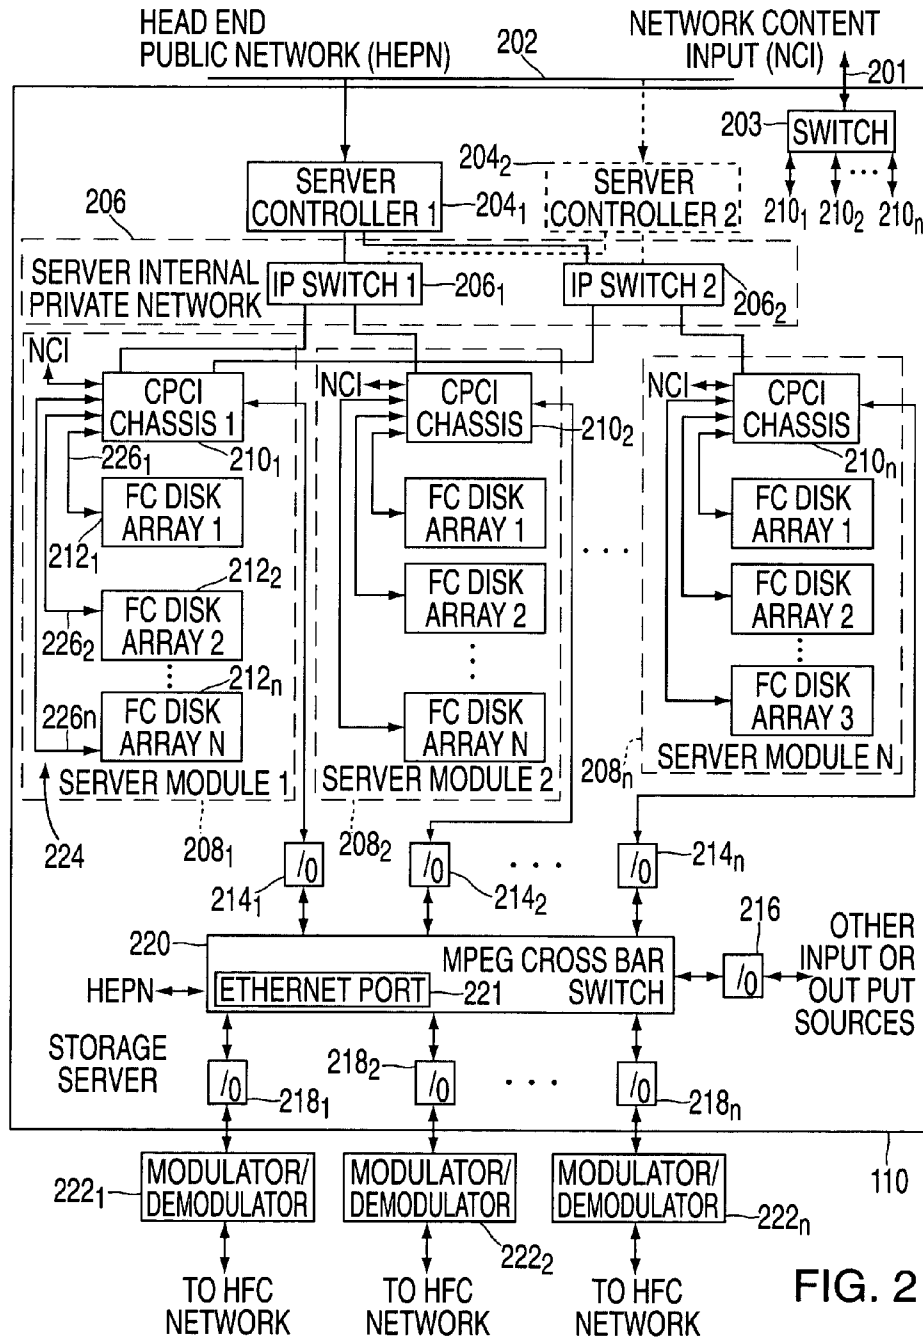 HEAD END
PUBLIC NETWORK (HEPN)
202
NETWORK CONTENT
INPUT (NCI)
201
203
SWITCH
210₁
210₂
210ₙ
SERVER
CONTROLLER 1
204₁
204₂
SERVER
CONTROLLER 2
206
SERVER INTERNAL
PRIVATE NETWORK
IP SWITCH 1
206₁
IP SWITCH 2
206₂
NCI
CPCI
CHASSIS 1
226₁
210₁
FC DISK
ARRAY 1
212₁
212₂
FC DISK
ARRAY 2
226₂
212ₙ
226n
FC DISK
ARRAY N
SERVER MODULE 1
224
208₁
NCI
CPCI
CHASSIS
210₂
FC DISK
ARRAY 1
FC DISK
ARRAY 2
FC DISK
ARRAY N
SERVER MODULE 2
208₂
NCI
CPCI
CHASSIS
210ₙ
FC DISK
ARRAY 1
FC DISK
ARRAY 2
FC DISK
ARRAY 3
SERVER MODULE N
208ₙ
I/O
214₁
I/O
214₂
I/O
214ₙ
220
MPEG CROSS BAR
SWITCH
HEPN
ETHERNET PORT
221
216
I/O
OTHER
INPUT OR
OUT PUT
SOURCES
STORAGE
SERVER
I/O
218₁
218₂
I/O
I/O
218ₙ
110
222₁
MODULATOR/
DEMODULATOR
MODULATOR/
DEMODULATOR
222₂
MODULATOR/
DEMODULATOR
222ₙ
TO HFC
NETWORK
TO HFC
NETWORK
TO HFC
NETWORK
FIG. 2